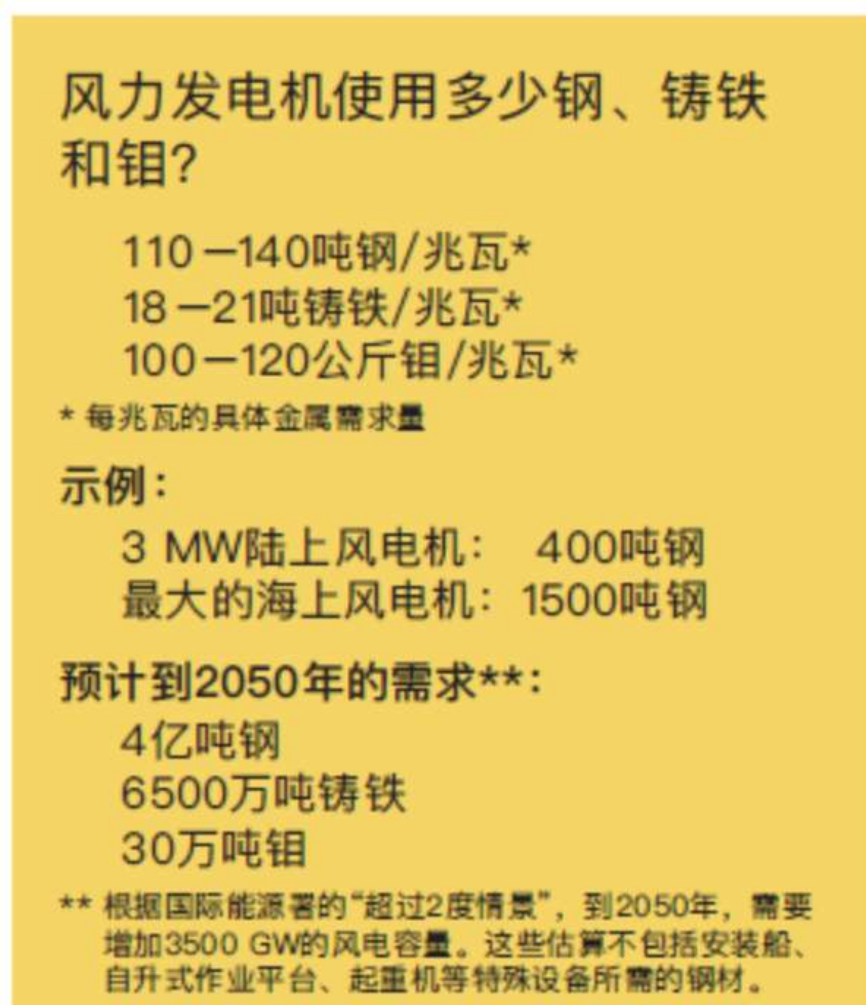 风力发电机使用多少钢、铸铁
和钼?
110－140吨钢/兆瓦*
18－21吨铸铁/兆瓦*
100－120公斤钼/兆瓦*
* 每兆瓦的具体金属需求量
示例：
3 MW陆上风电机： 400吨钢
最大的海上风电机：1500吨钢
预计到2050年的需求**：
4亿吨钢
6500万吨铸铁
30万吨钼
** 根据国际能源署的“超过2度情景”，到2050年，需要
增加3500 GW的风电容量。这些估算不包括安装船、
自升式作业平台、起重机等特殊设备所需的钢材。